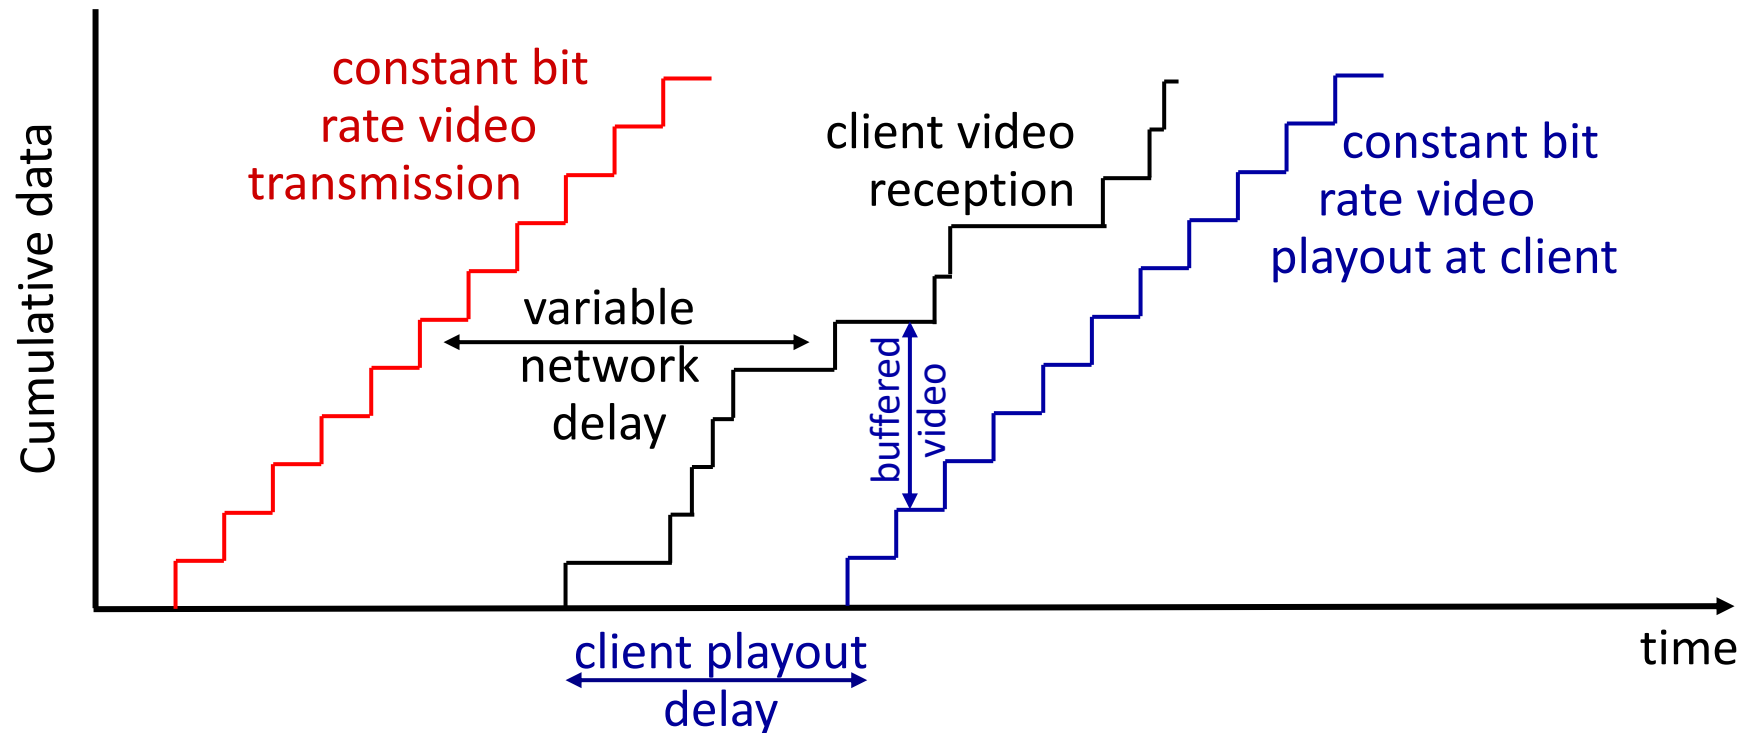 constant bit
rate video
transmission
client video
reception
constant bit
rate video
playout at client
Cumulative data
variable
network
delay
buffered
video
client playout
delay
time